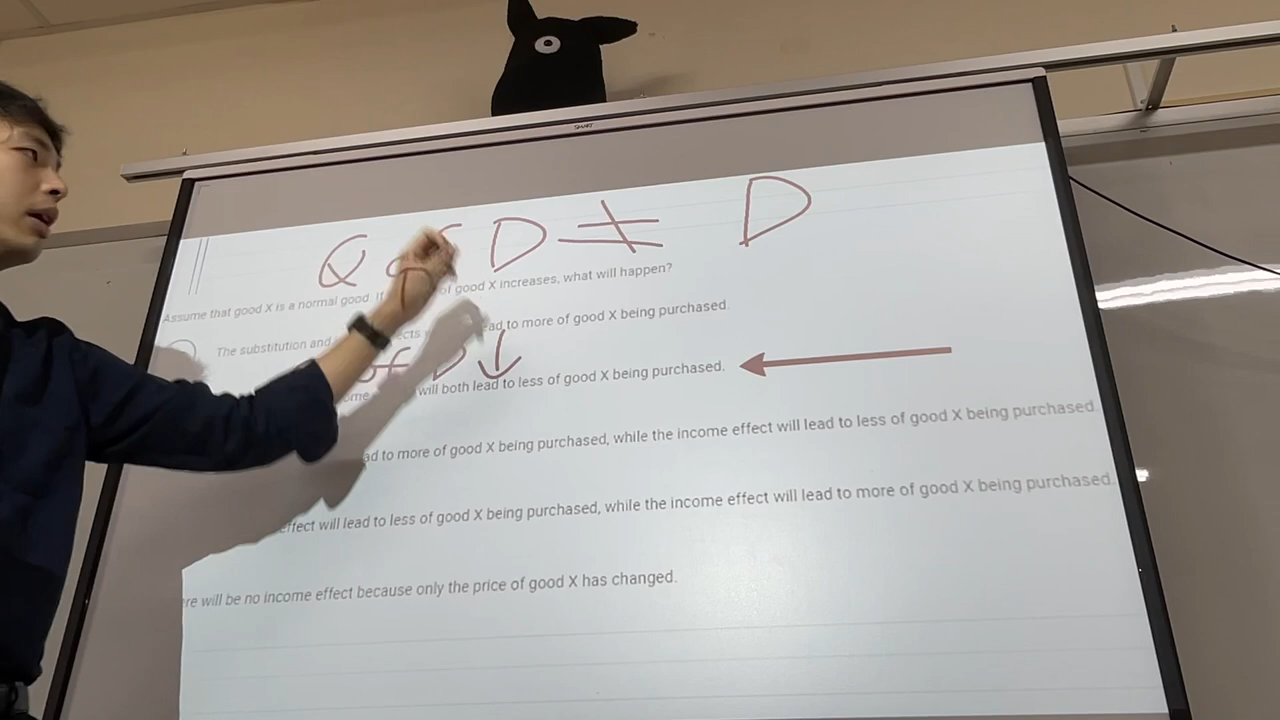 SMART
Q of D ≠ D
Assume that good X is a normal good. If of good X increases, what will happen?
The substitution and lead to more of good X being purchased.
of D ↓
will both lead to less of good X being purchased.
lead to more of good X being purchased, while the income effect will lead to less of good X being purchased.
effect will lead to less of good X being purchased, while the income effect will lead to more of good X being purchased.
There will be no income effect because only the price of good X has changed.